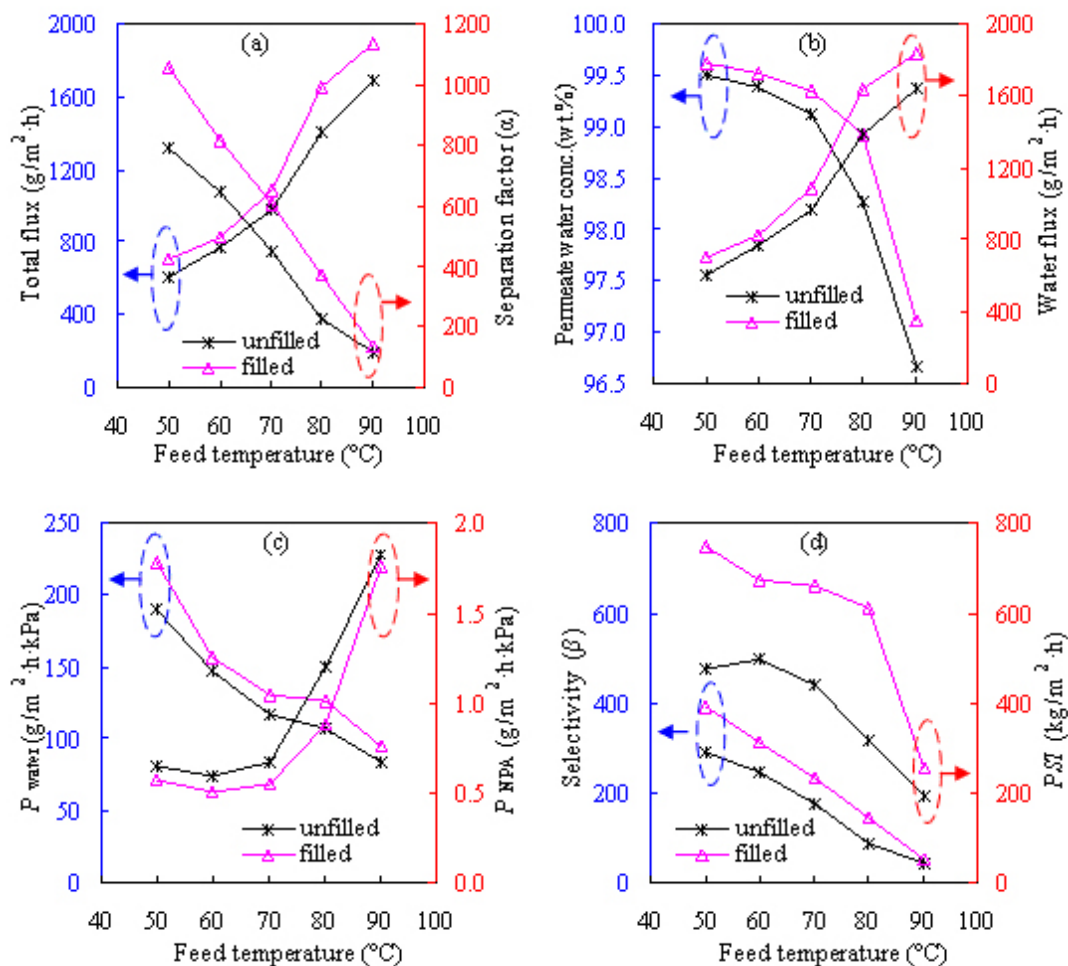 (a)
Total flux (g/m²·h)
2000
1600
1200
800
400
0
Separation factor (α)
1200
1000
800
600
400
200
0
unfilled
filled
40 50 60 70 80 90 100
Feed temperature (°C)
(b)
Permeate water conc.(wt.%)
100.0
99.5
99.0
98.5
98.0
97.5
97.0
96.5
Water flux (g/m²·h)
2000
1600
1200
800
400
0
unfilled
filled
40 50 60 70 80 90 100
Feed temperature (°C)
(c)
P water (g/m²·h·kPa)
250
200
150
100
50
0
P NPA (g/m²·h·kPa)
2.0
1.5
1.0
0.5
0.0
unfilled
filled
40 50 60 70 80 90 100
Feed temperature (°C)
(d)
Selectivity (β)
800
600
400
200
0
PSI (kg/m²·h)
800
600
400
200
0
unfilled
filled
40 50 60 70 80 90 100
Feed temperature (°C)